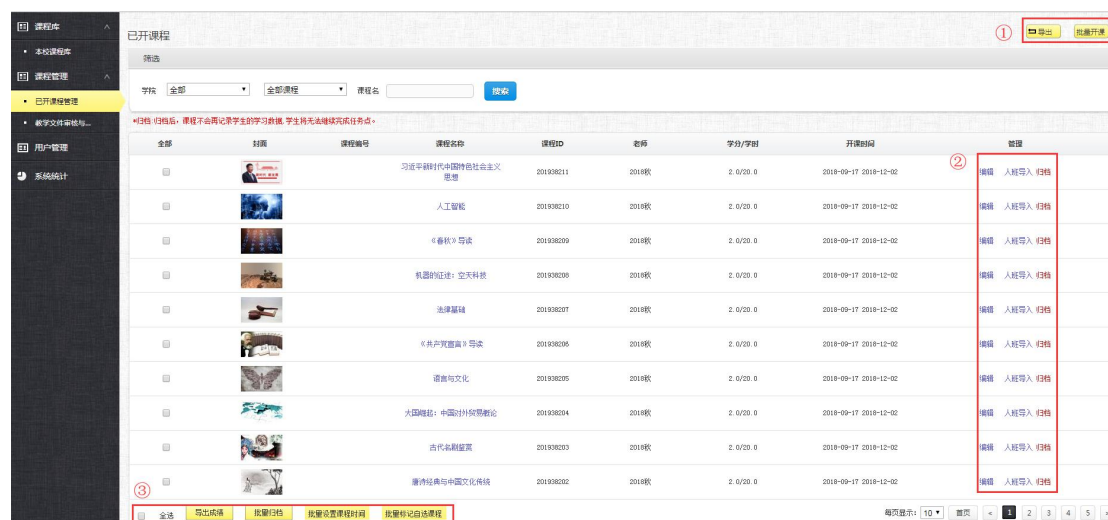 课程库
本校课程库
课程管理
已开课程管理
教学文件审核与...
用户管理
系统统计
已开课程
① 导出 批量开课
筛选
学院 全部 全部课程 课程名 搜索
*归档:归档后，课程不会再记录学生的学习数据,学生将无法继续完成任务点。
全部 封面 课程编号 课程名称 课程ID 老师 学分/学时 开课时间 管理
②
习近平新时代中国特色社会主义
思想 201938211 2018秋 2.0/20.0 2018-09-17 2018-12-02 编辑 人班导入 归档
人工智能 201938210 2018秋 2.0/20.0 2018-09-17 2018-12-02 编辑 人班导入 归档
《春秋》导读 201938209 2018秋 2.0/20.0 2018-09-17 2018-12-02 编辑 人班导入 归档
机器的征途：空天科技 201938208 2018秋 2.0/20.0 2018-09-17 2018-12-02 编辑 人班导入 归档
法律基础 201938207 2018秋 2.0/20.0 2018-09-17 2018-12-02 编辑 人班导入 归档
《共产党宣言》导读 201938206 2018秋 2.0/20.0 2018-09-17 2018-12-02 编辑 人班导入 归档
语言与文化 201938205 2018秋 2.0/20.0 2018-09-17 2018-12-02 编辑 人班导入 归档
大国崛起：中国对外贸易概论 201938204 2018秋 2.0/20.0 2018-09-17 2018-12-02 编辑 人班导入 归档
古代名剧鉴赏 201938203 2018秋 2.0/20.0 2018-09-17 2018-12-02 编辑 人班导入 归档
唐诗经典与中国文化传统 201938202 2018秋 2.0/20.0 2018-09-17 2018-12-02 编辑 人班导入 归档
③
全选 导出成绩 批量归档 批量设置课程时间 批量标记自选课程 每页显示: 10 首页 < 1 2 3 4 5